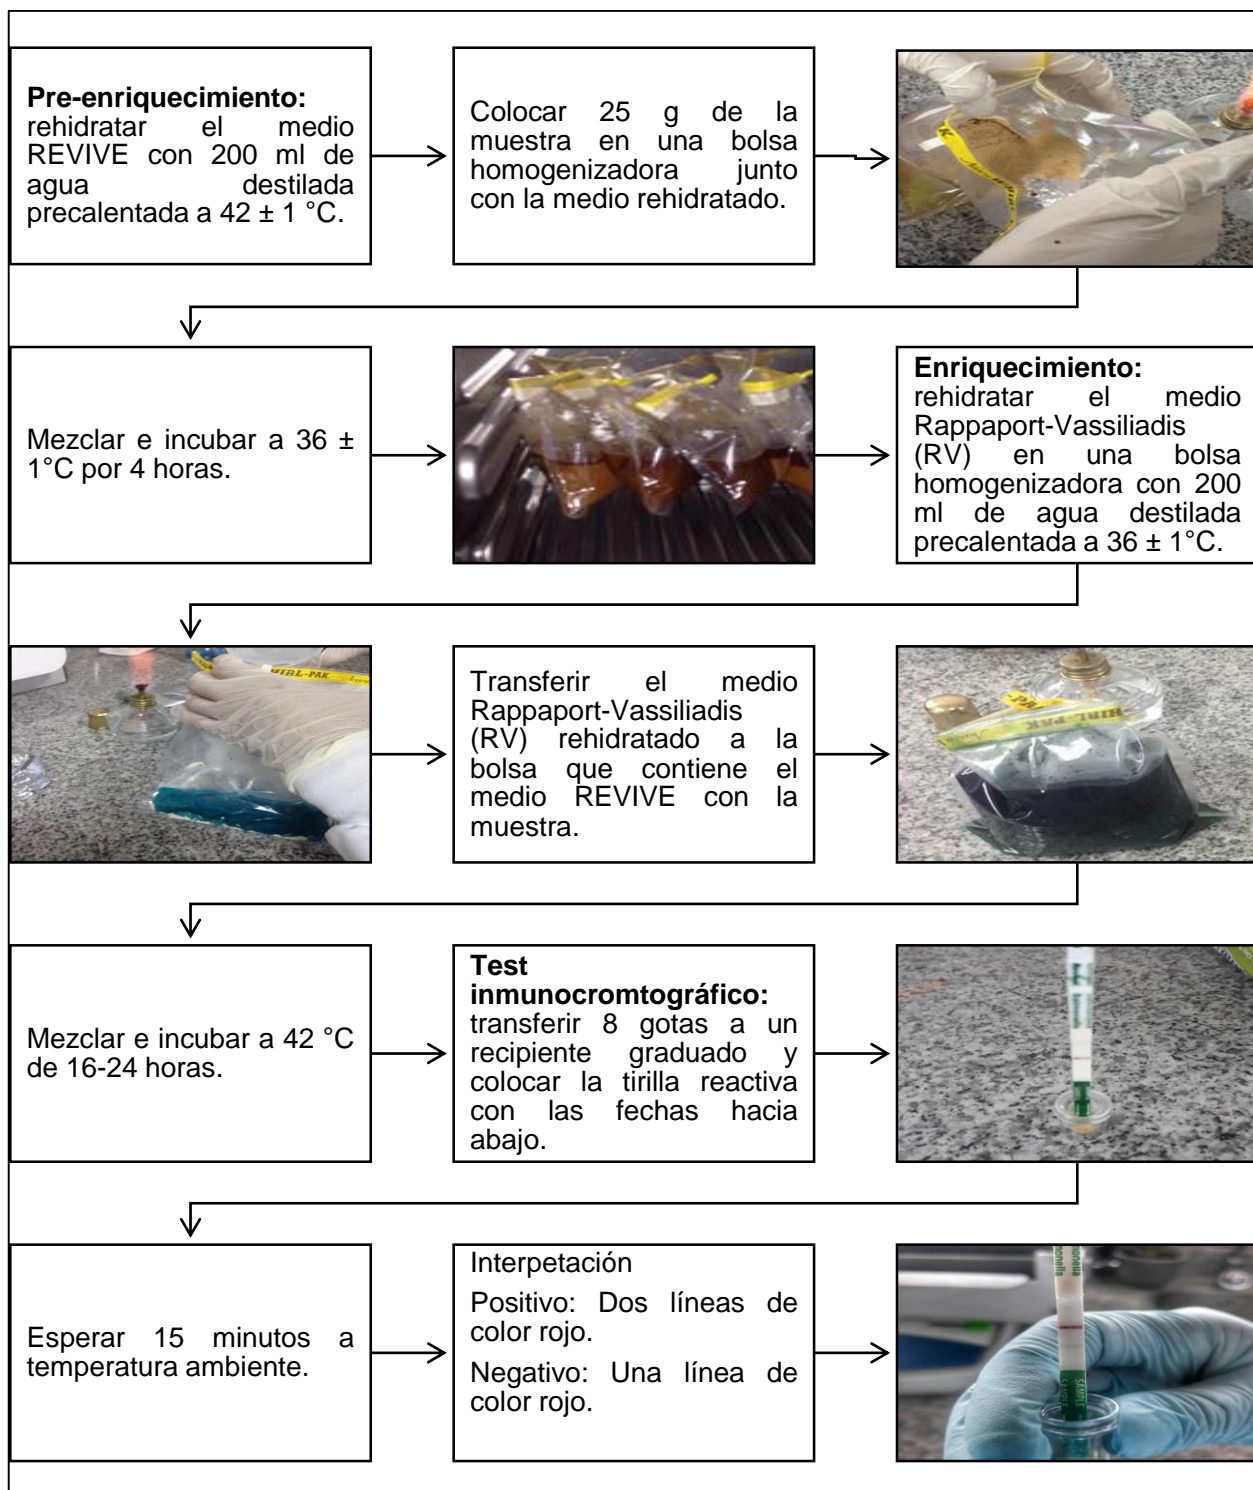 Pre-enriquecimiento:
rehidratar el medio
REVIVE con 200 ml de
agua destilada
precalentada a 42 ± 1 °C.
Colocar 25 g de la
muestra en una bolsa
homogenizadora junto
con la medio rehidratado.
Mezclar e incubar a 36 ±
1°C por 4 horas.
Enriquecimiento:
rehidratar el medio
Rappaport-Vassiliadis
(RV) en una bolsa
homogenizadora con 200
ml de agua destilada
precalentada a 36 ± 1°C.
HIRL-PAK
Transferir el medio
Rappaport-Vassiliadis
(RV) rehidratado a la
bolsa que contiene el
medio REVIVE con la
muestra.
HIRL-PAK
Mezclar e incubar a 42 °C
de 16-24 horas.
Test
inmunocromtográfico:
transferir 8 gotas a un
recipiente graduado y
colocar la tirilla reactiva
con las fechas hacia
abajo.
Esperar 15 minutos a
temperatura ambiente.
Interpetación
Positivo: Dos líneas de
color rojo.
Negativo: Una línea de
color rojo.
monella
SAMPLE